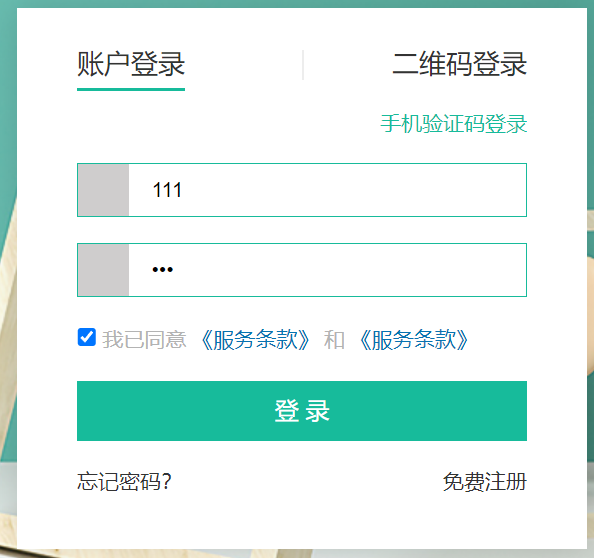 账户登录 二维码登录
手机验证码登录
111
•••
我已同意 《服务条款》 和 《服务条款》
登 录
忘记密码? 免费注册